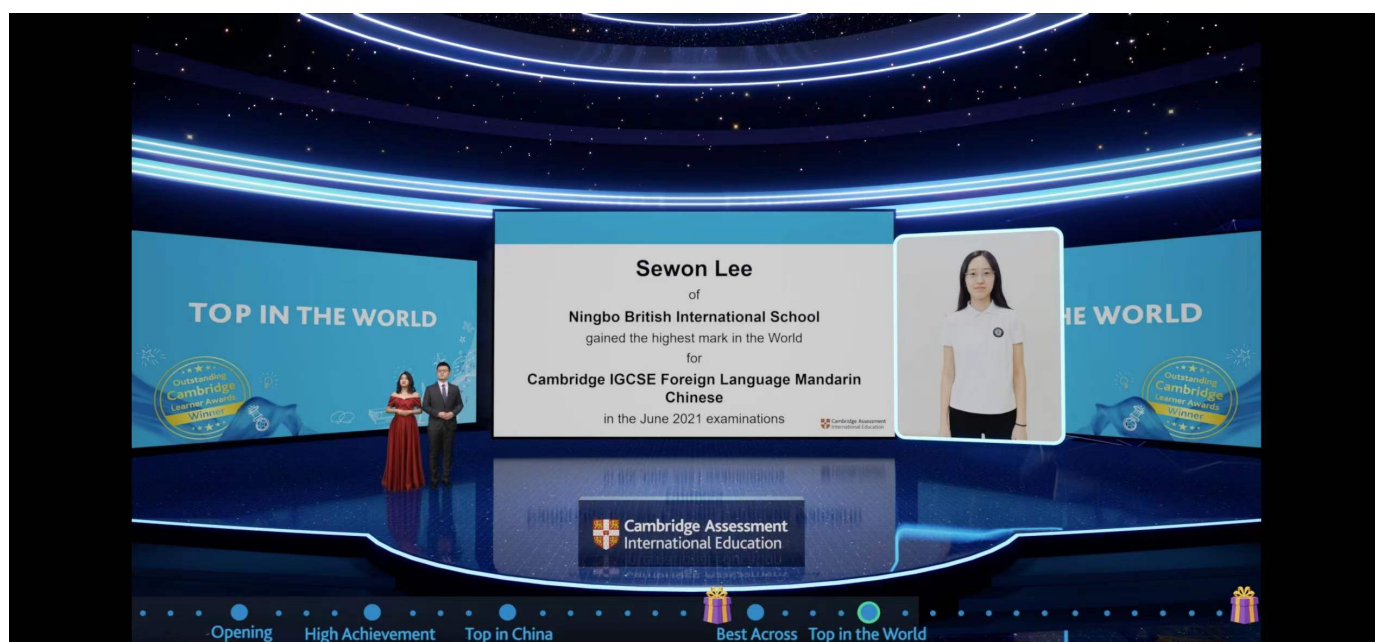 TOP IN THE WORLD
Outstanding
Cambridge
Learner Awards
Winner
Sewon Lee
of
Ningbo British International School
gained the highest mark in the World
for
Cambridge IGCSE Foreign Language Mandarin
Chinese
in the June 2021 examinations
Cambridge Assessment
International Education
HE WORLD
Outstanding
Cambridge
Learner Awards
Winner
Cambridge Assessment
International Education
Opening
High Achievement
Top in China
Best Across
Top in the World